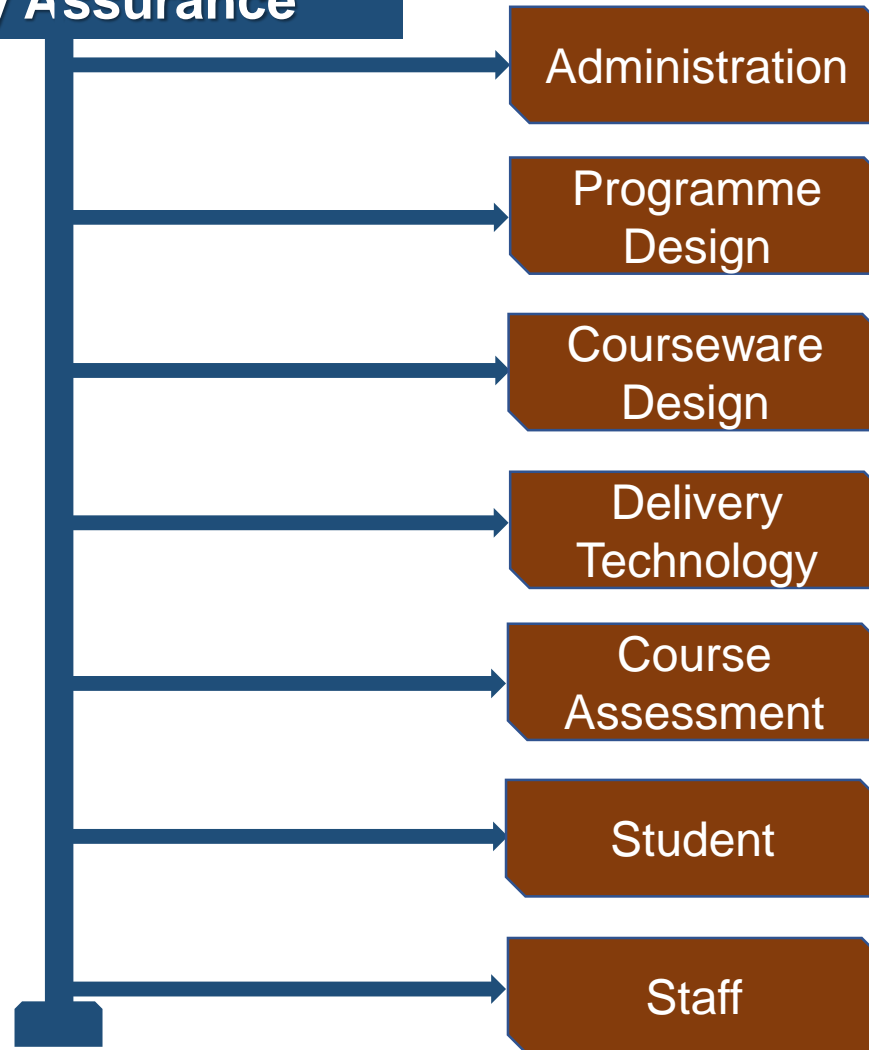 Assurance
Administration
Programme
Design
Courseware
Design
Delivery
Technology
Course
Assessment
Student
Staff